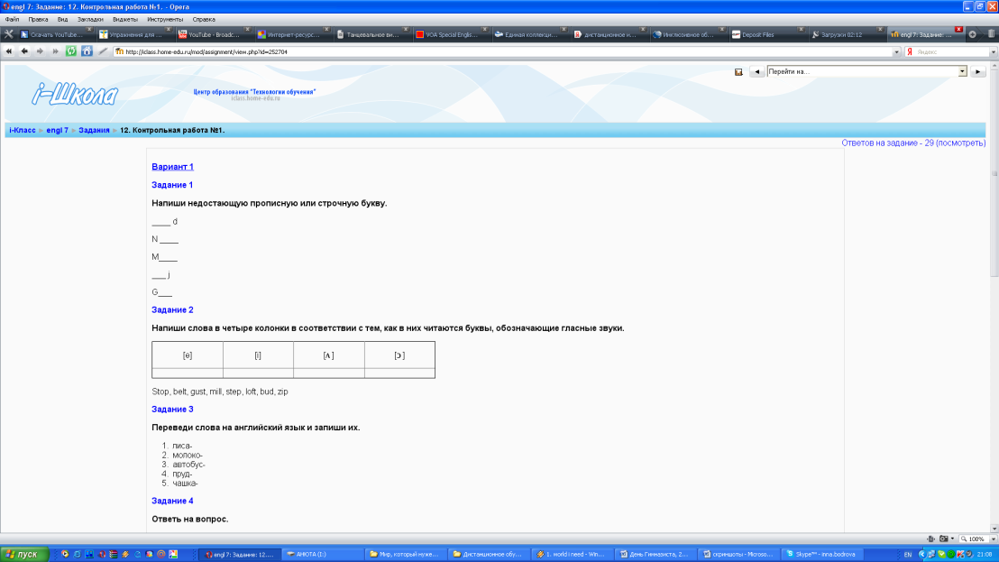 engl 7: Задание: 12. Контрольная работа №1. - Opera
Файл Правка Вид Закладки Виджеты Инструменты Справка
Скачать YouTube... Упражнения для ... YouTube - Broadc... Интернет-ресурс... Танцевальное ви... VOA Special Englis... Единая коллекци... дистанционное н... Инклюзивное об... Deposit Files Загрузки 02:12 engl 7: Задание: ...
http://iclass.home-edu.ru/mod/assignment/view.php?id=252704 Яндекс
Перейти на...
i-Школа
Центр образования "Технологии обучения"
iclass.home-edu.ru
i-Класс ► engl 7 ► Задания ► 12. Контрольная работа №1.
Ответов на задание - 29 (посмотреть)
Вариант 1
Задание 1
Напиши недостающую прописную или строчную букву.
____ d
N ____
M____
___ j
G___
Задание 2
Напиши слова в четыре колонки в соответствии с тем, как в них читаются буквы, обозначающие гласные звуки.
[e] [i] [ʌ] [ɔ]
Stop, belt, gust, mill, step, loft, bud, zip
Задание 3
Переведи слова на английский язык и запиши их.
1. лиса-
2. молоко-
3. автобус-
4. пруд-
5. чашка-
Задание 4
Ответь на вопрос.
100%
пуск engl 7: Задание: 12... АНЮТА (I:) Мир, который нуже... Дистанционное обу... 1. world i need - Win... День Гимназиста, 2... скриншоты - Microso... Skype™ - inna.bodrova EN 21:08